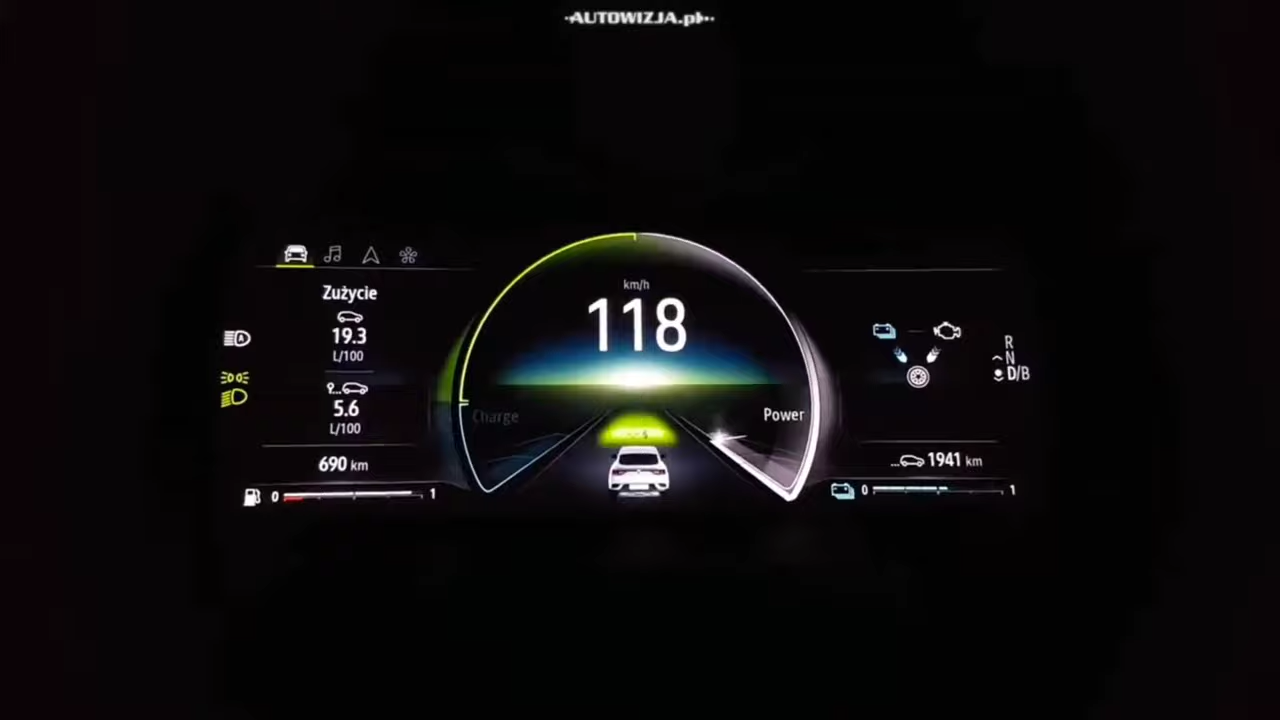 AUTOWIZJA.pl
Zużycie
19.3
L/100
5.6
L/100
690 km
0 1
km/h
118
Charge
Power
R
N
D/B
...1941 km
0 1